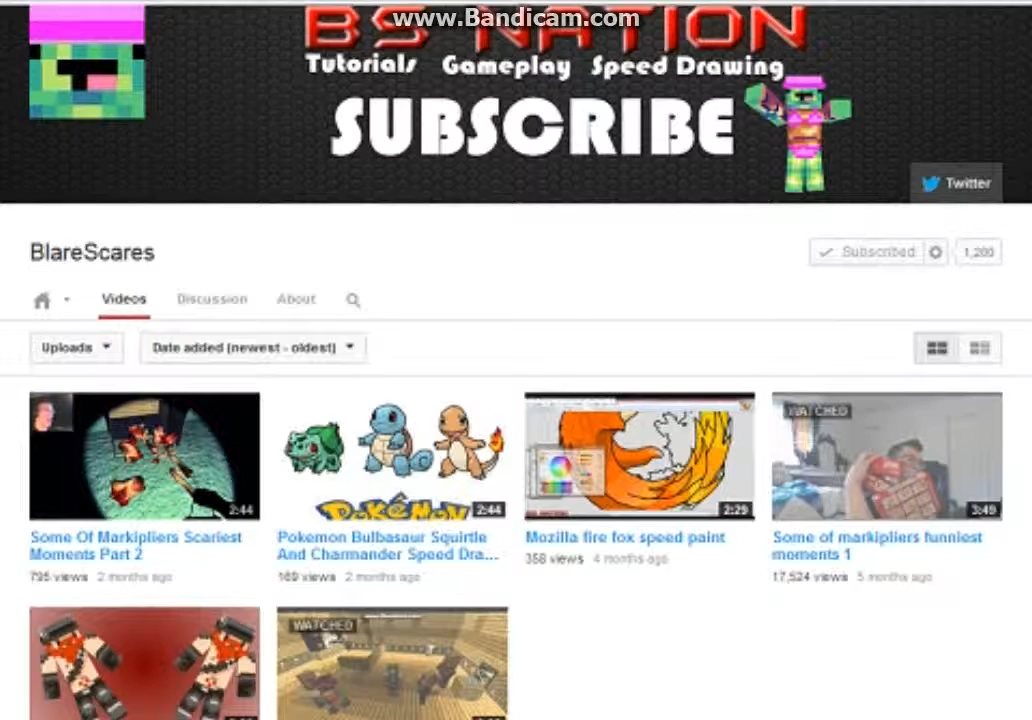 www.Bandicam.com
BS NATION
Tutorials Gameplay Speed Drawing
SUBSCRIBE
Twitter
BlareScares
Subscribed 1,200
Videos Discussion About
Uploads Date added (newest - oldest)
WATCHED
POKéMON
2:44 2:44 2:29 3:49
Some Of Markipliers Scariest Moments Part 2
795 views 2 months ago
Pokemon Bulbasaur Squirtle And Charmander Speed Dra...
169 views 2 months ago
Mozilla fire fox speed paint
358 views 4 months ago
Some of markipliers funniest moments 1
17,524 views 5 months ago
WATCHED